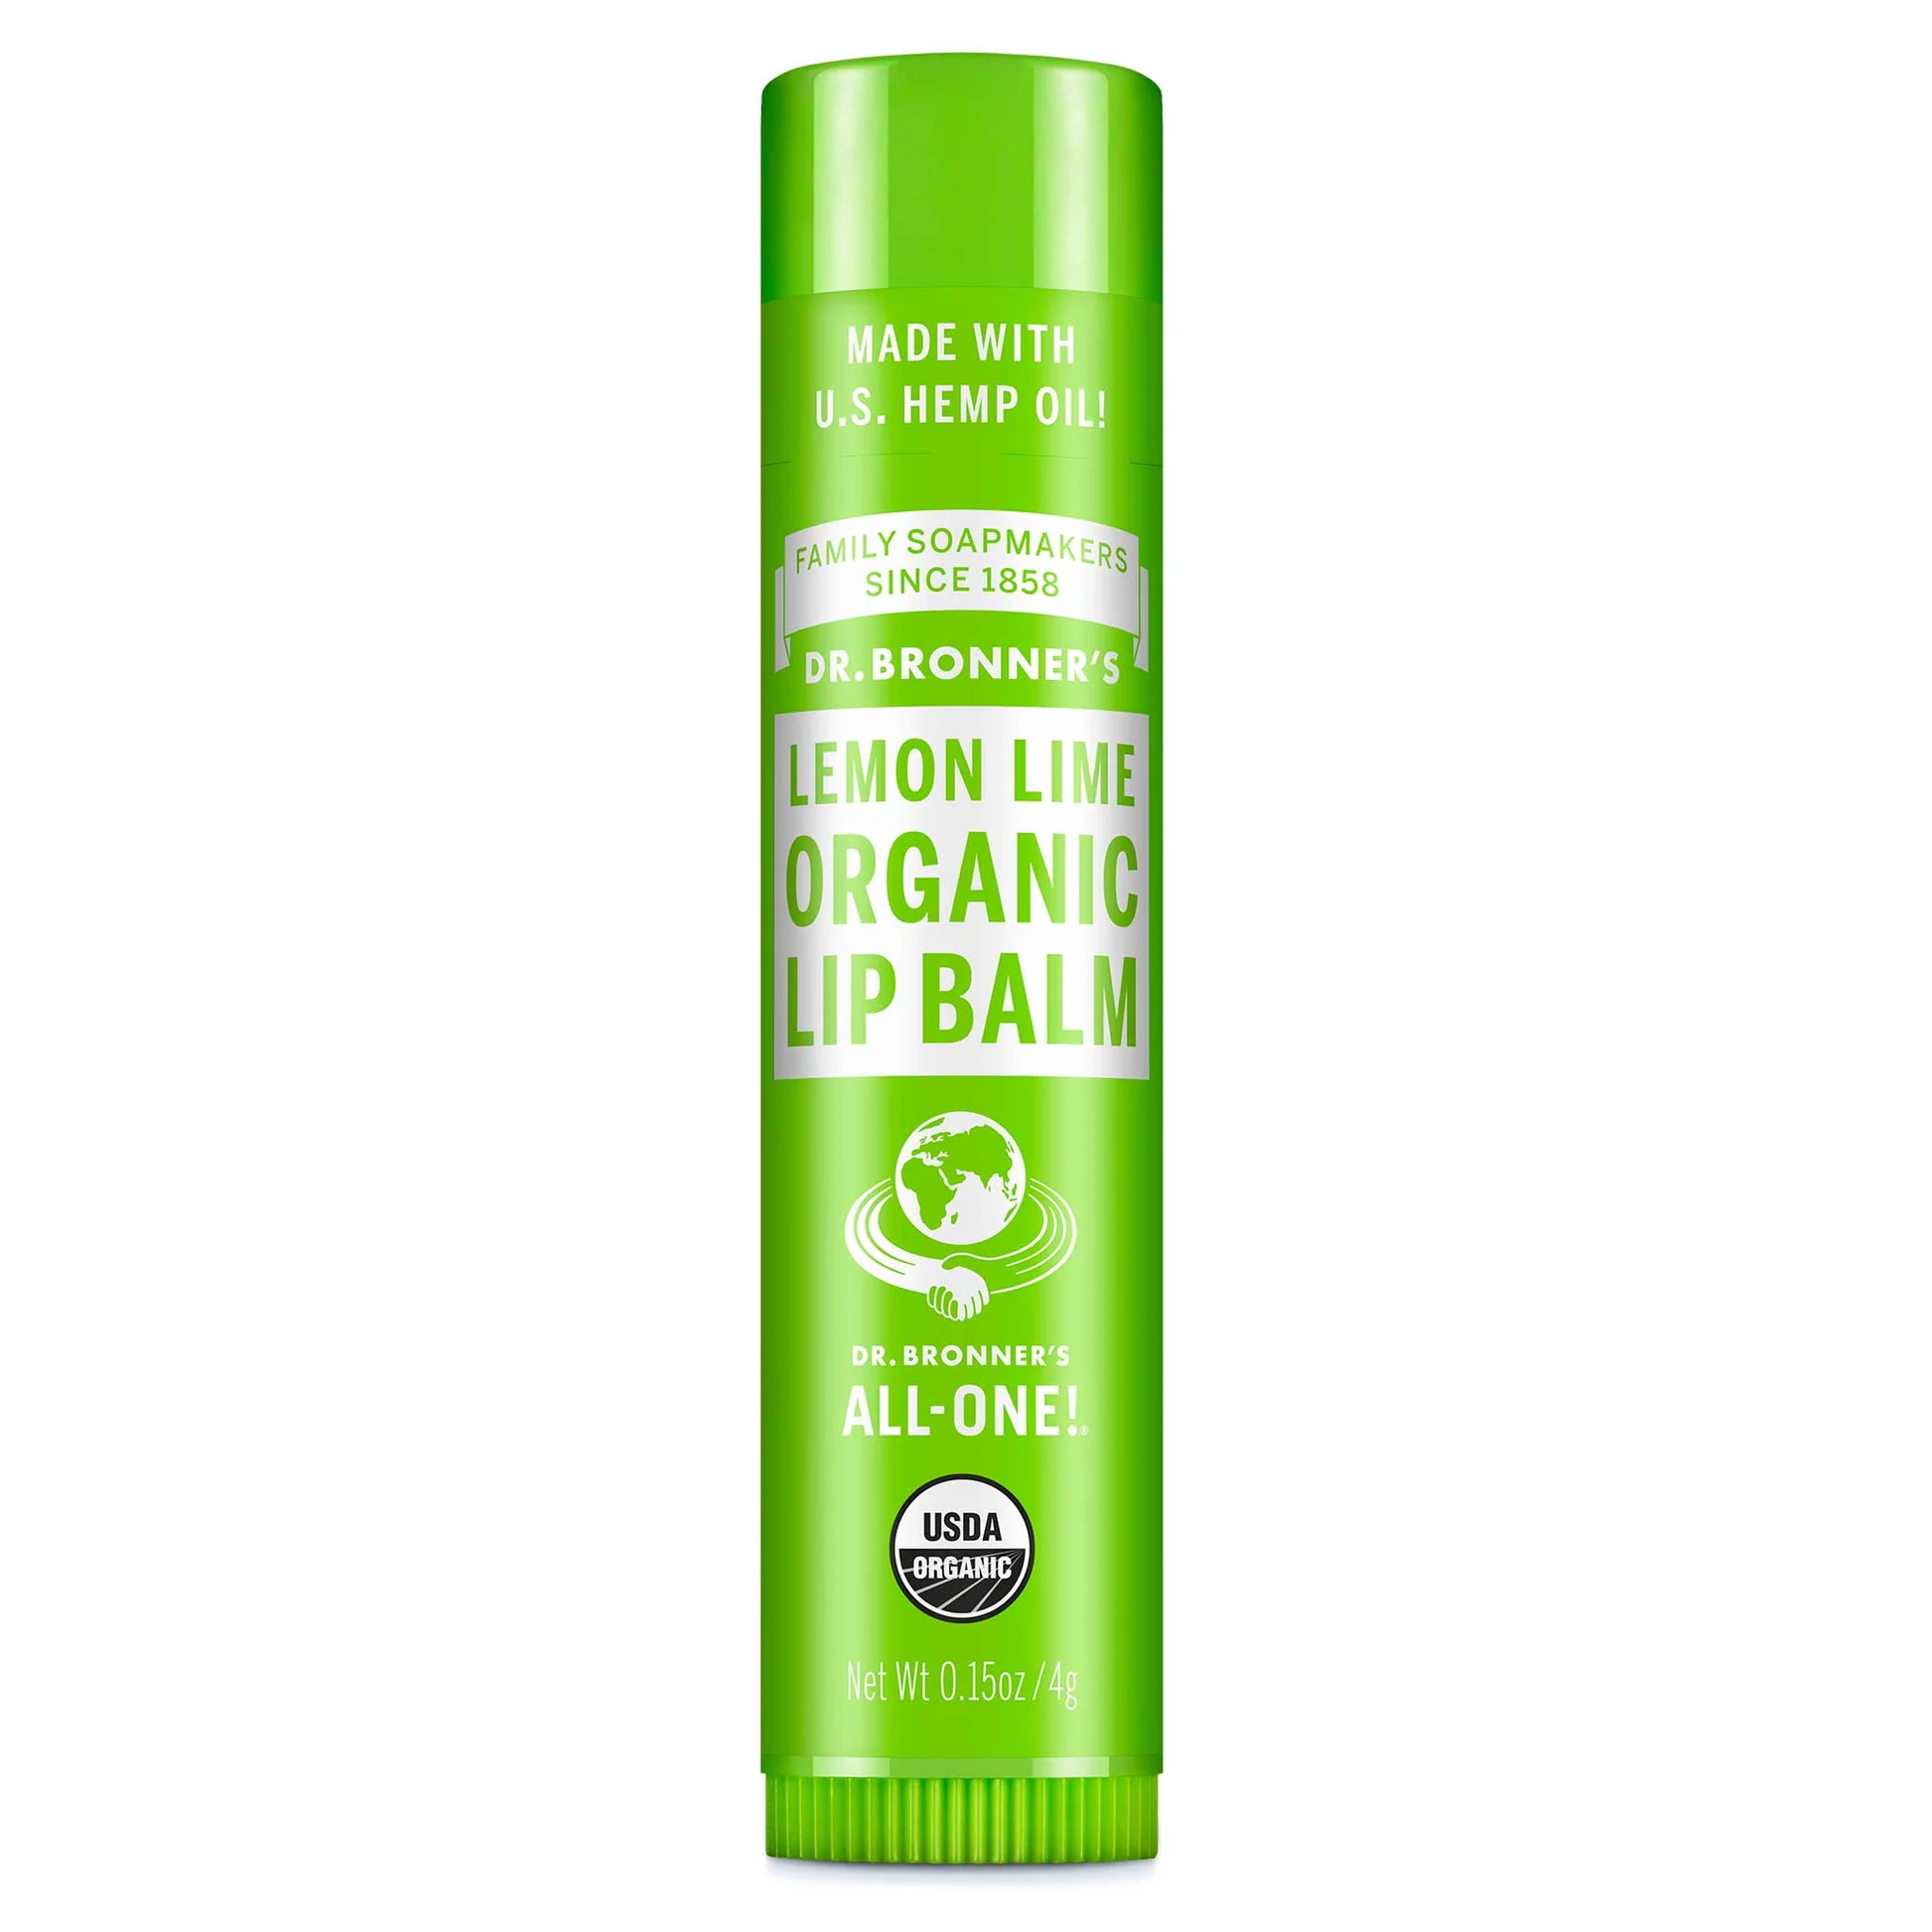 MADE WITH
U.S. HEMP OIL!
FAMILY SOAPMAKERS
SINCE 1858
DR. BRONNER'S
LEMON LIME
ORGANIC
LIP BALM
DR. BRONNER'S
ALL-ONE!®
USDA
ORGANIC
Net Wt 0.15oz / 4g